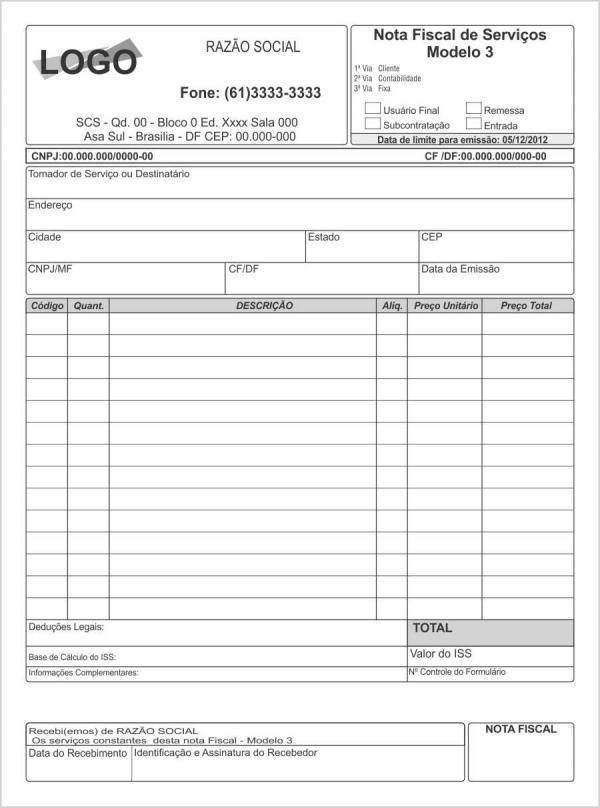 LOGO
RAZÃO SOCIAL
Fone: (61)3333-3333
SCS - Qd. 00 - Bloco 0 Ed. Xxxx Sala 000
Asa Sul - Brasilia - DF CEP: 00.000-000
Nota Fiscal de Serviços
Modelo 3
1ª Via Cliente
2ª Via Contabilidade
3ª Via Fixa
Usuário Final Remessa
Subcontratação Entrada
Data de limite para emissão: 05/12/2012
CNPJ:00.000.000/0000-00 CF /DF:00.000.000/000-00
Tomador de Serviço ou Destinatário
Endereço
Cidade Estado CEP
CNPJ/MF CF/DF Data da Emissão
Código Quant. DESCRIÇÃO Alíq. Preço Unitário Preço Total
Deduções Legais: TOTAL
Base de Cálculo do ISS: Valor do ISS
Informações Complementares: Nº Controle do Formulário
Recebi(emos) de RAZÃO SOCIAL NOTA FISCAL
Os serviços constantes desta nota Fiscal - Modelo 3
Data do Recebimento Identificação e Assinatura do Recebedor